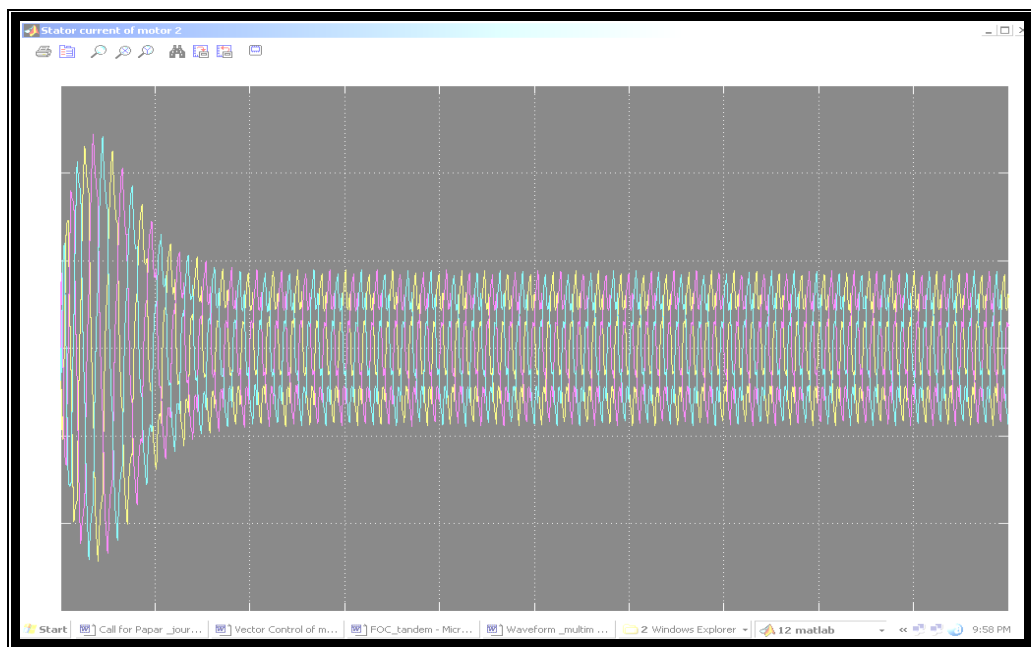 Stator current of motor 2
Start
Call for Papar _jour...
Vector Control of m...
FOC_tandem - Micr...
Waveform _multim ...
2 Windows Explorer
12 matlab
«
9:58 PM